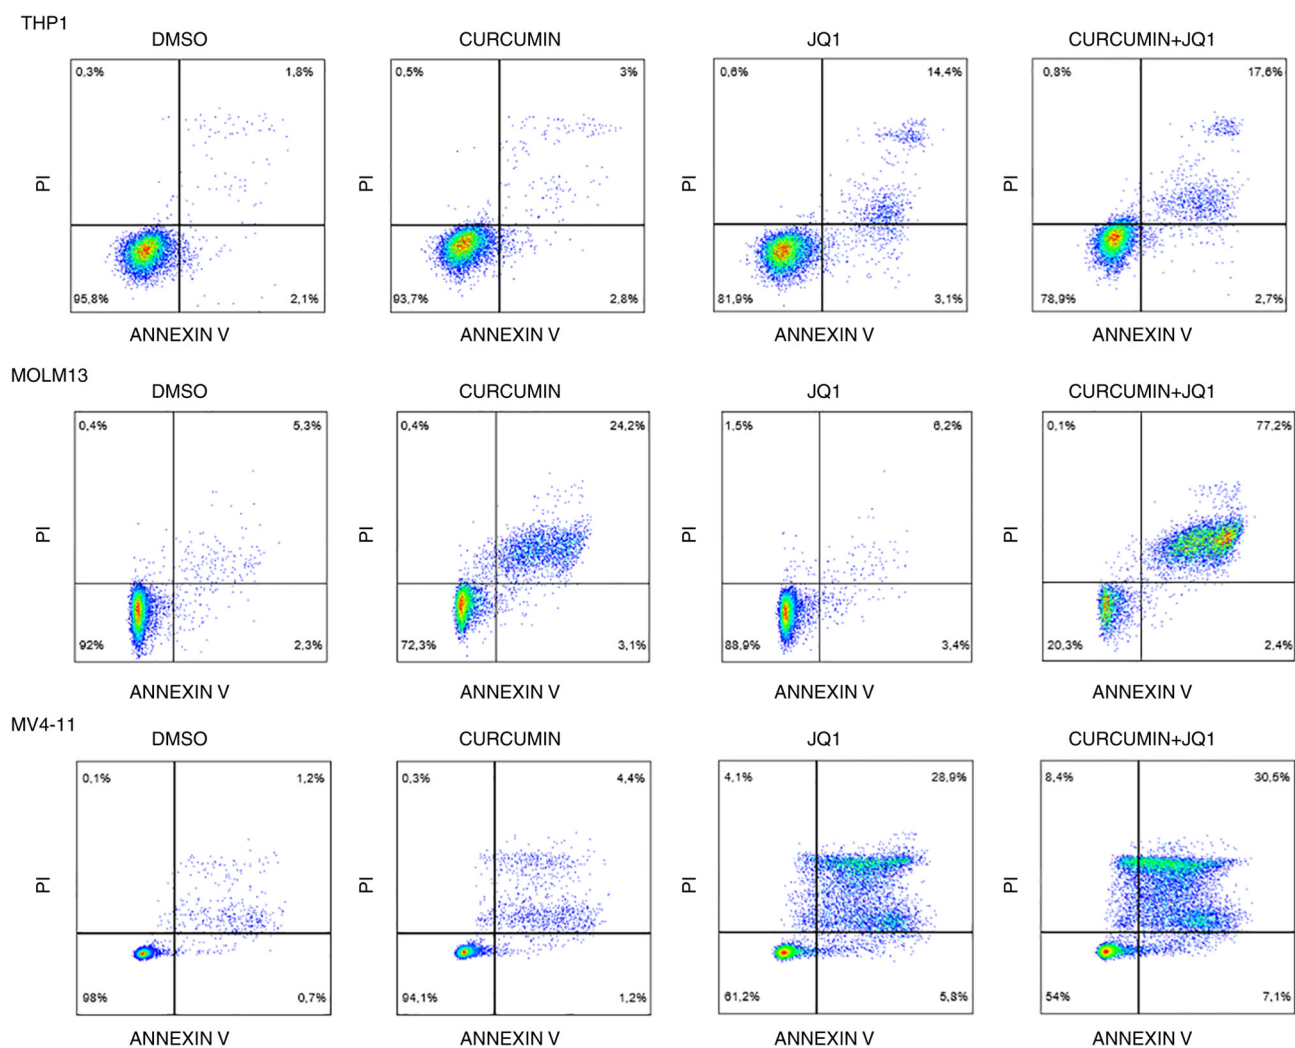 THP1
DMSO CURCUMIN JQ1 CURCUMIN+JQ1
0,3% 1,8% 0,5% 3% 0,6% 14,4% 0,8% 17,6%
PI PI PI PI
95,8% 2,1% 93,7% 2,8% 81,9% 3,1% 78,9% 2,7%
ANNEXIN V ANNEXIN V ANNEXIN V ANNEXIN V
MOLM13
DMSO CURCUMIN JQ1 CURCUMIN+JQ1
0,4% 5,3% 0,4% 24,2% 1,5% 6,2% 0,1% 77,2%
PI PI PI PI
92% 2,3% 72,3% 3,1% 88,9% 3,4% 20,3% 2,4%
ANNEXIN V ANNEXIN V ANNEXIN V ANNEXIN V
MV4-11
DMSO CURCUMIN JQ1 CURCUMIN+JQ1
0,1% 1,2% 0,3% 4,4% 4,1% 28,9% 8,4% 30,5%
PI PI PI PI
98% 0,7% 94,1% 1,2% 61,2% 5,8% 54% 7,1%
ANNEXIN V ANNEXIN V ANNEXIN V ANNEXIN V